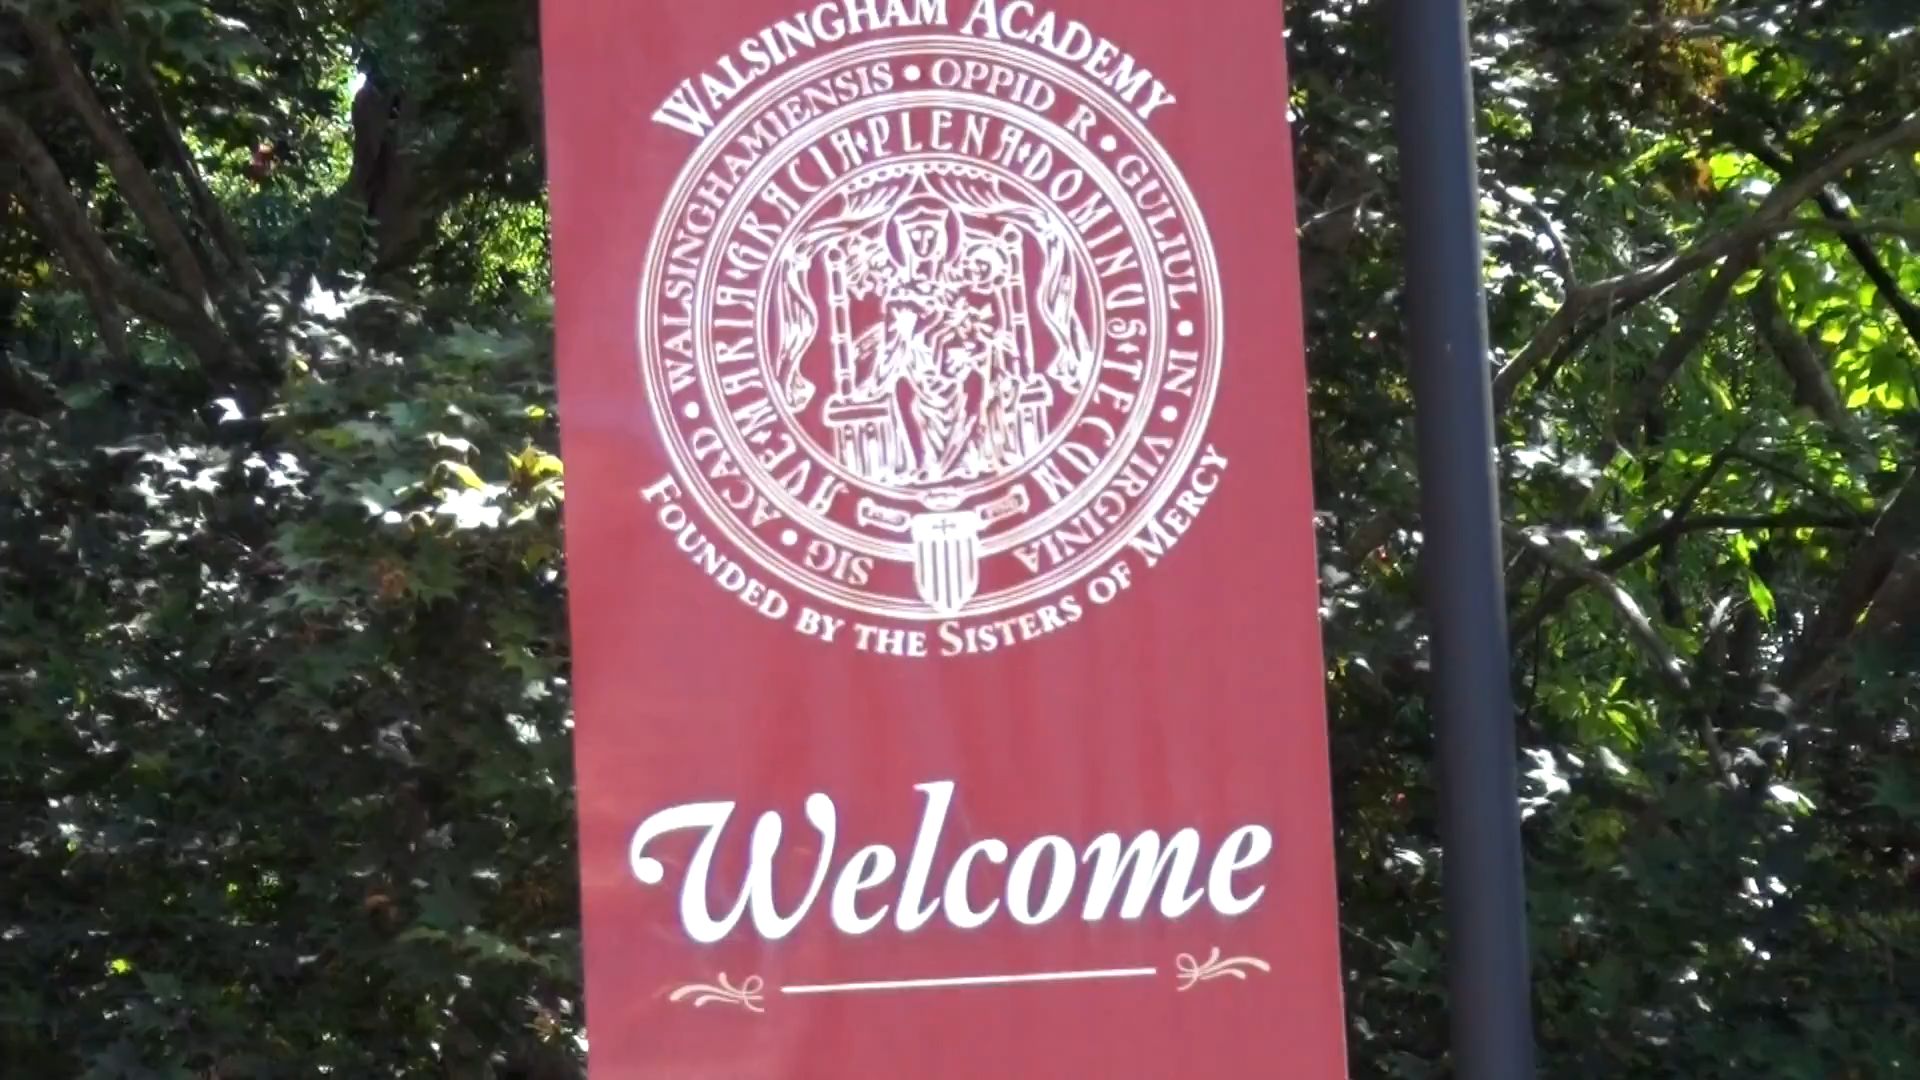 WALSINGHAM ACADEMY
SIG • ACAD • WALSINGHAMIENSIS • OPPID R • GULIUL • IN • VIRGINIA
AVE•MARIA•GRACIA•PLENA•DOMINUS•TECUM
FOUNDED BY THE SISTERS OF MERCY
Welcome